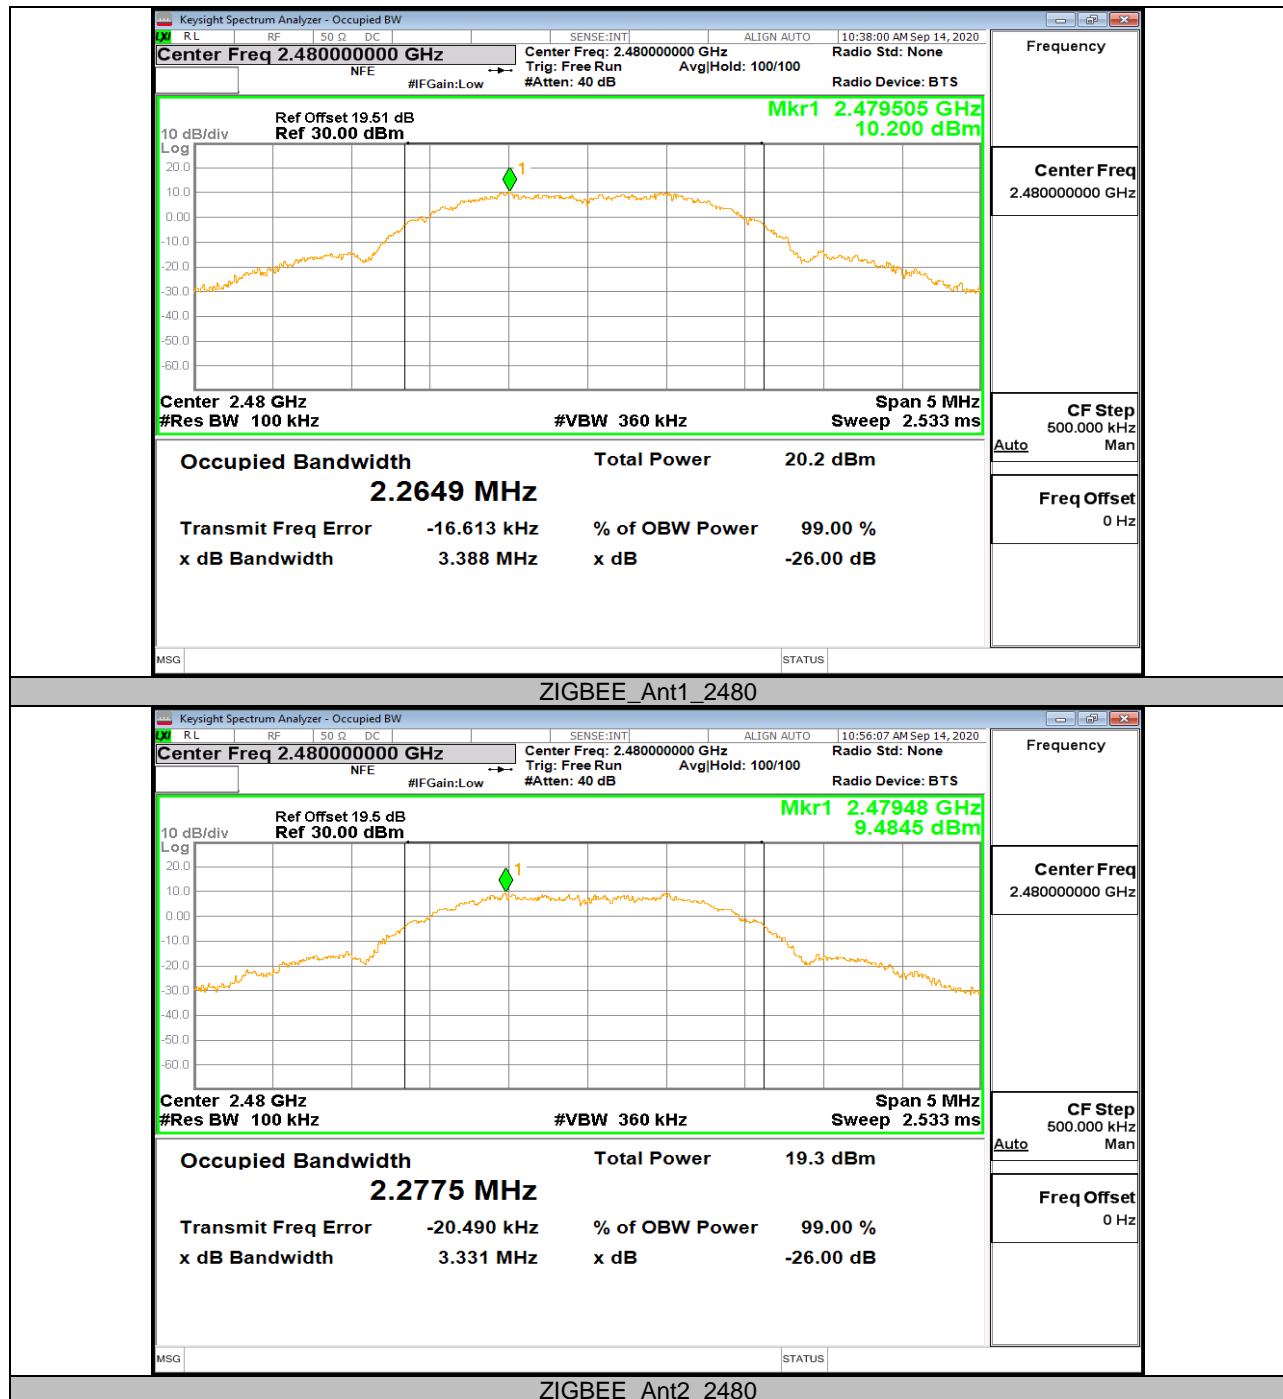 Keysight Spectrum Analyzer - Occupied BW
LXI RL RF 50 Ω DC SENSE:INT ALIGN AUTO 10:38:00 AM Sep 14, 2020
Center Freq 2.480000000 GHz Center Freq: 2.480000000 GHz Radio Std: None Frequency
NFE Trig: Free Run Avg|Hold: 100/100
#IFGain:Low #Atten: 40 dB Radio Device: BTS
Mkr1 2.479505 GHz
Ref Offset 19.51 dB
10 dB/div Ref 30.00 dBm 10.200 dBm
Log
20.0
1
Center Freq
2.480000000 GHz
10.0
0.00
-10.0
-20.0
-30.0
-40.0
-50.0
-60.0
Center 2.48 GHz Span 5 MHz
#Res BW 100 kHz #VBW 360 kHz Sweep 2.533 ms
CF Step
500.000 kHz
Auto Man
Occupied Bandwidth Total Power 20.2 dBm
2.2649 MHz
Freq Offset
0 Hz
Transmit Freq Error -16.613 kHz % of OBW Power 99.00 %
x dB Bandwidth 3.388 MHz x dB -26.00 dB
MSG STATUS
ZIGBEE_Ant1_2480
Keysight Spectrum Analyzer - Occupied BW
LXI RL RF 50 Ω DC SENSE:INT ALIGN AUTO 10:56:07 AM Sep 14, 2020
Center Freq 2.480000000 GHz Center Freq: 2.480000000 GHz Radio Std: None Frequency
NFE Trig: Free Run Avg|Hold: 100/100
#IFGain:Low #Atten: 40 dB Radio Device: BTS
Mkr1 2.47948 GHz
Ref Offset 19.5 dB
10 dB/div Ref 30.00 dBm 9.4845 dBm
Log
20.0
1
Center Freq
2.480000000 GHz
10.0
0.00
-10.0
-20.0
-30.0
-40.0
-50.0
-60.0
Center 2.48 GHz Span 5 MHz
#Res BW 100 kHz #VBW 360 kHz Sweep 2.533 ms
CF Step
500.000 kHz
Auto Man
Occupied Bandwidth Total Power 19.3 dBm
2.2775 MHz
Freq Offset
0 Hz
Transmit Freq Error -20.490 kHz % of OBW Power 99.00 %
x dB Bandwidth 3.331 MHz x dB -26.00 dB
MSG STATUS
ZIGBEE_Ant2_2480